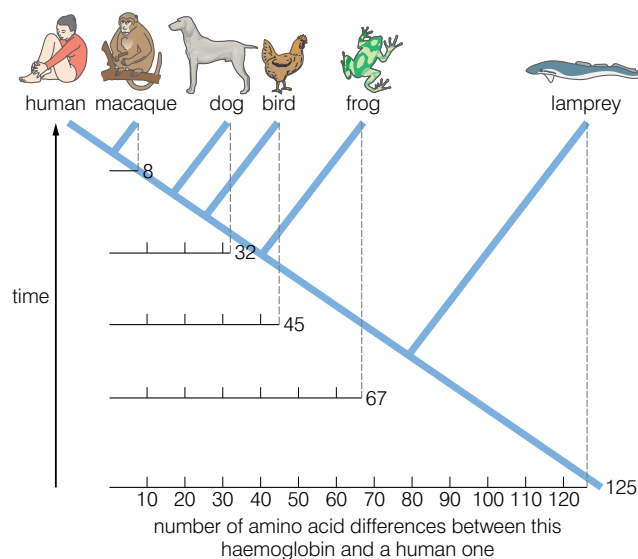 human macaque dog bird frog lamprey
8
32
time
45
67
125
10 20 30 40 50 60 70 80 90 100 110 120
number of amino acid differences between this
haemoglobin and a human one